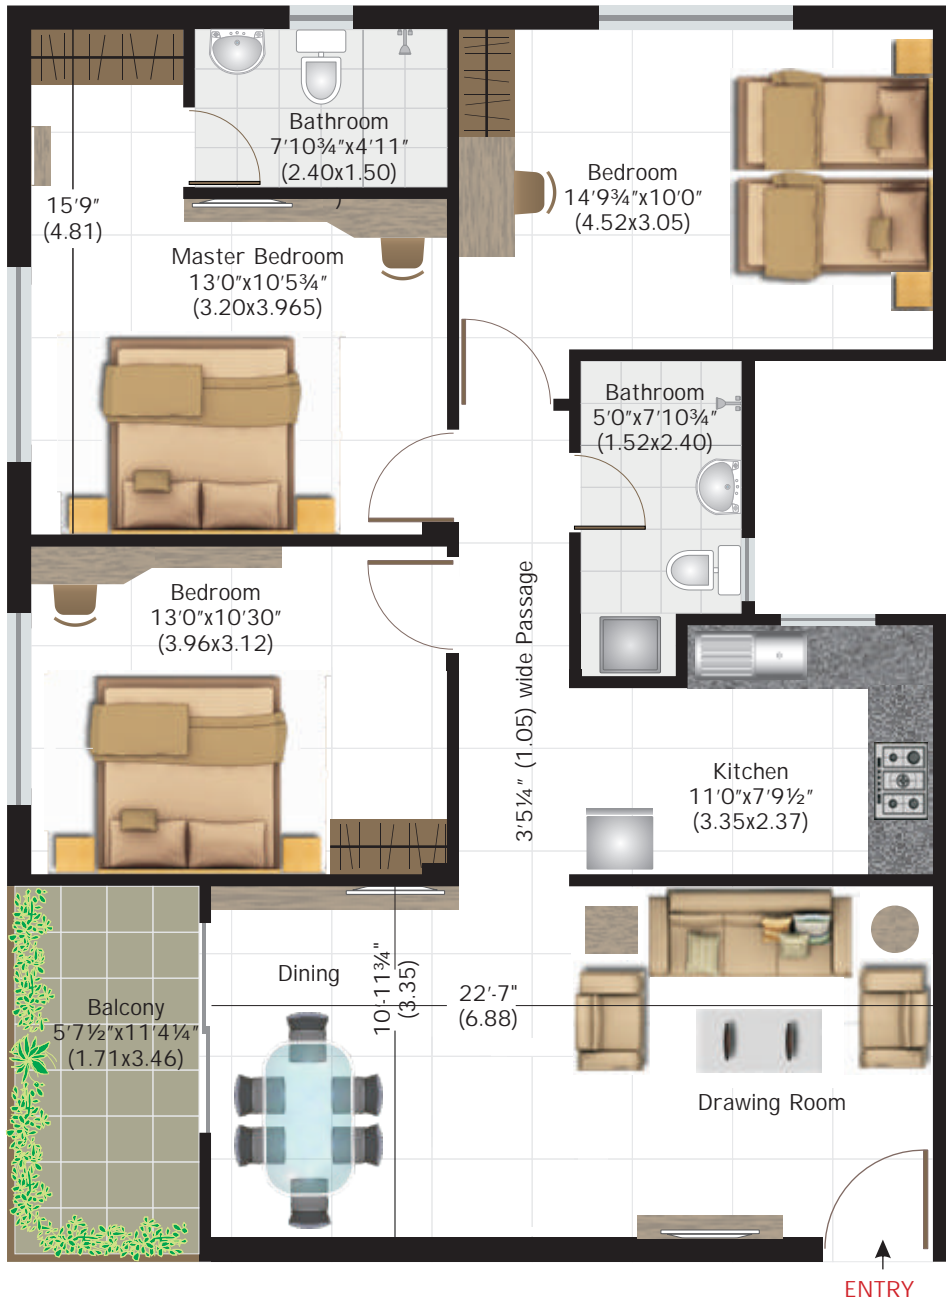 Bathroom
7'10¾"x4'11"
(2.40x1.50)
Bedroom
14'9¾"x10'0"
(4.52x3.05)
15'9"
(4.81)
)
Master Bedroom
13'0"x10'5¾"
(3.20x3.965)
Bathroom
5'0"x7'10¾"
(1.52x2.40)
Bedroom
13'0"x10'30"
(3.96x3.12)
3'5¼" (1.05) wide Passage
Kitchen
11'0"x7'9½"
(3.35x2.37)
Dining
10'-11¾"
(3.35)
22'-7"
(6.88)
Balcony
5'7½"x11'4¼"
(1.71x3.46)
Drawing Room
ENTRY